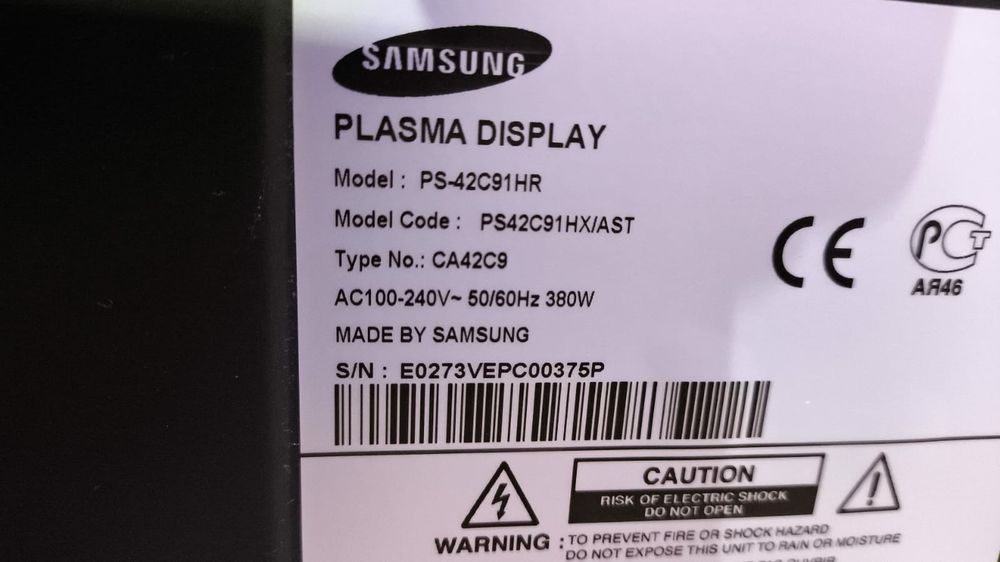 SAMSUNG
PLASMA DISPLAY
Model : PS-42C91HR
Model Code : PS42C91HX/AST
Type No.: CA42C9
AC100-240V~ 50/60Hz 380W
MADE BY SAMSUNG
S/N : E0273VEPC00375P
CE
РСТ
АЯ46
CAUTION
RISK OF ELECTRIC SHOCK
DO NOT OPEN
WARNING : TO PREVENT FIRE OR SHOCK HAZARD
DO NOT EXPOSE THIS UNIT TO RAIN OR MOISTURE